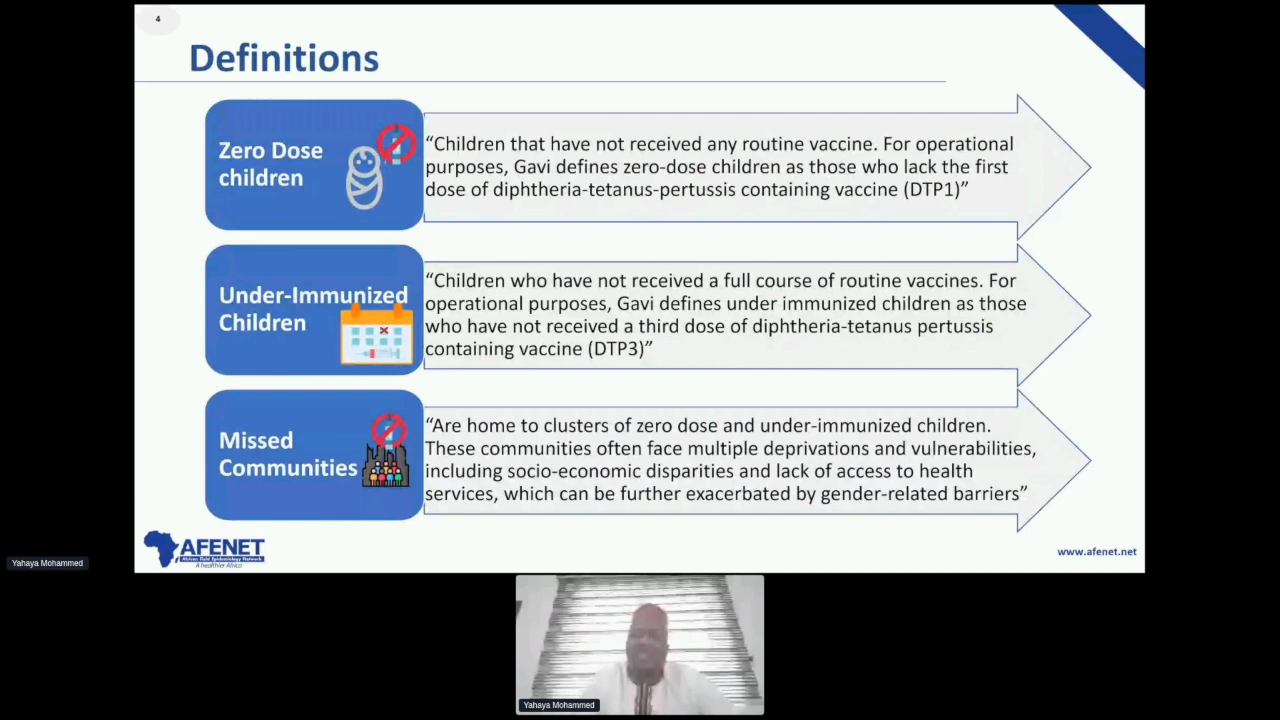 4
Definitions
Zero Dose
children
“Children that have not received any routine vaccine. For operational
purposes, Gavi defines zero-dose children as those who lack the first
dose of diphtheria-tetanus-pertussis containing vaccine (DTP1)”
Under-Immunized
Children
“Children who have not received a full course of routine vaccines. For
operational purposes, Gavi defines under immunized children as those
who have not received a third dose of diphtheria-tetanus pertussis
containing vaccine (DTP3)”
Missed
Communities
“Are home to clusters of zero dose and under-immunized children.
These communities often face multiple deprivations and vulnerabilities,
including socio-economic disparities and lack of access to health
services, which can be further exacerbated by gender-related barriers”
AFENET
African Field Epidemiology Network
A healthier Africa
www.afenet.net
Yahaya Mohammed
Yahaya Mohammed